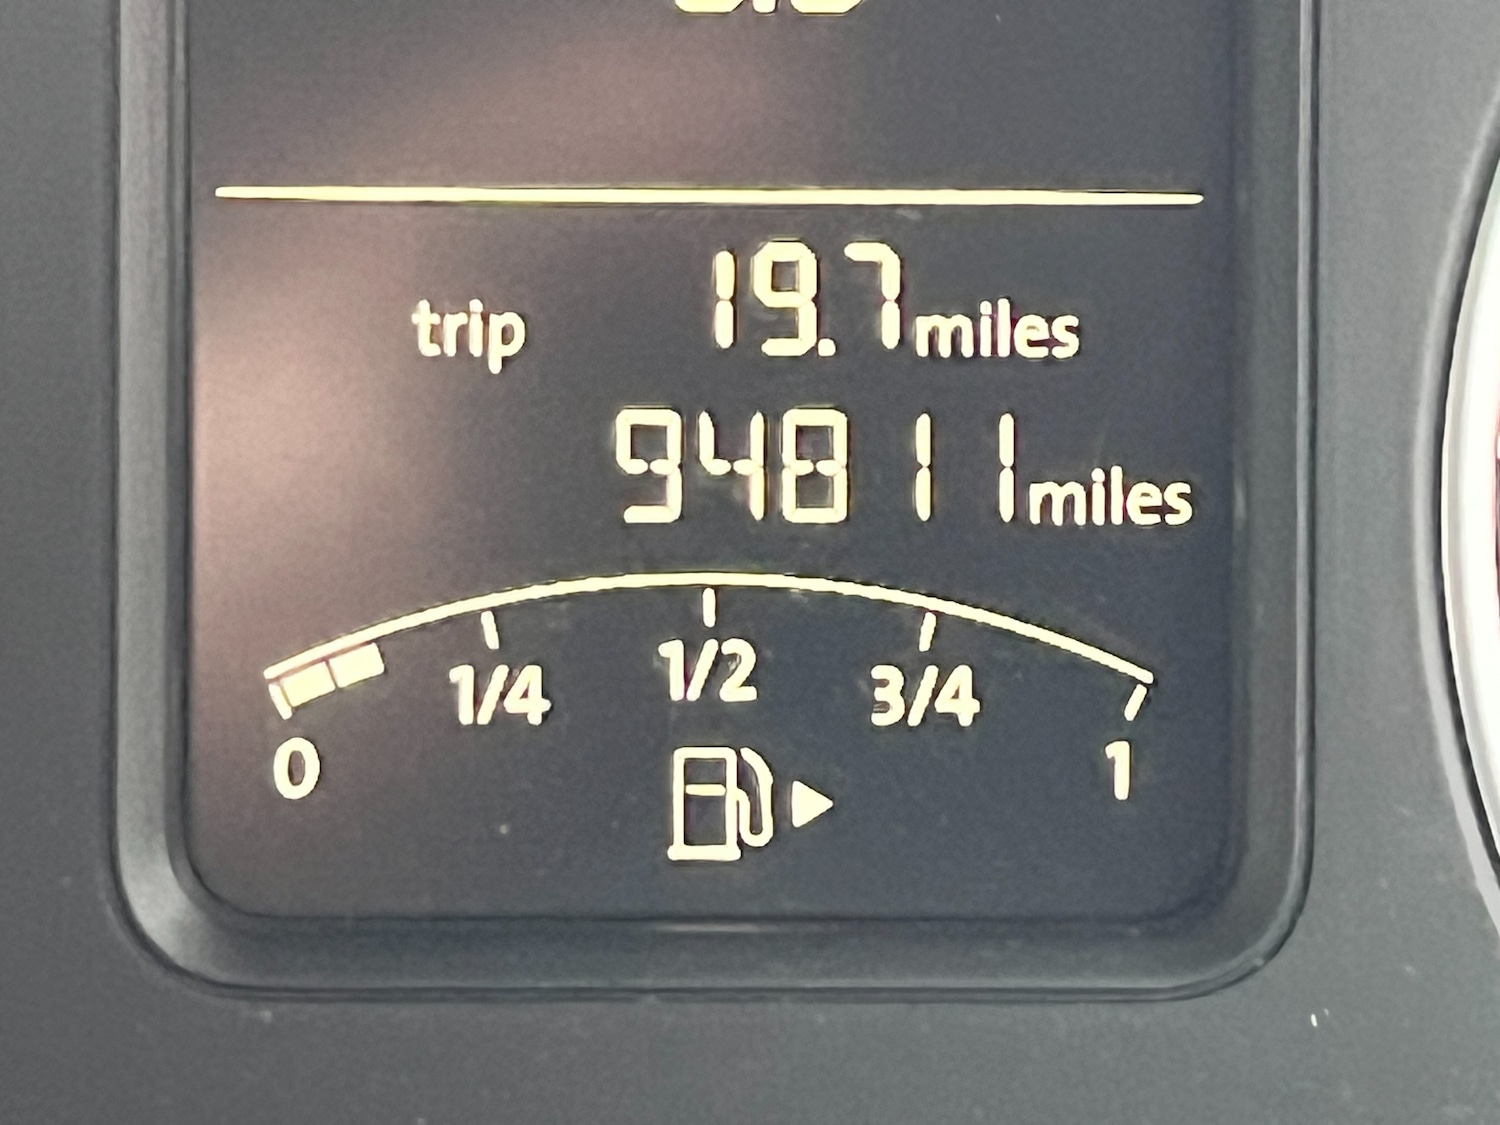 trip 19.7 miles
94811 miles
1/4 1/2 3/4
0 1